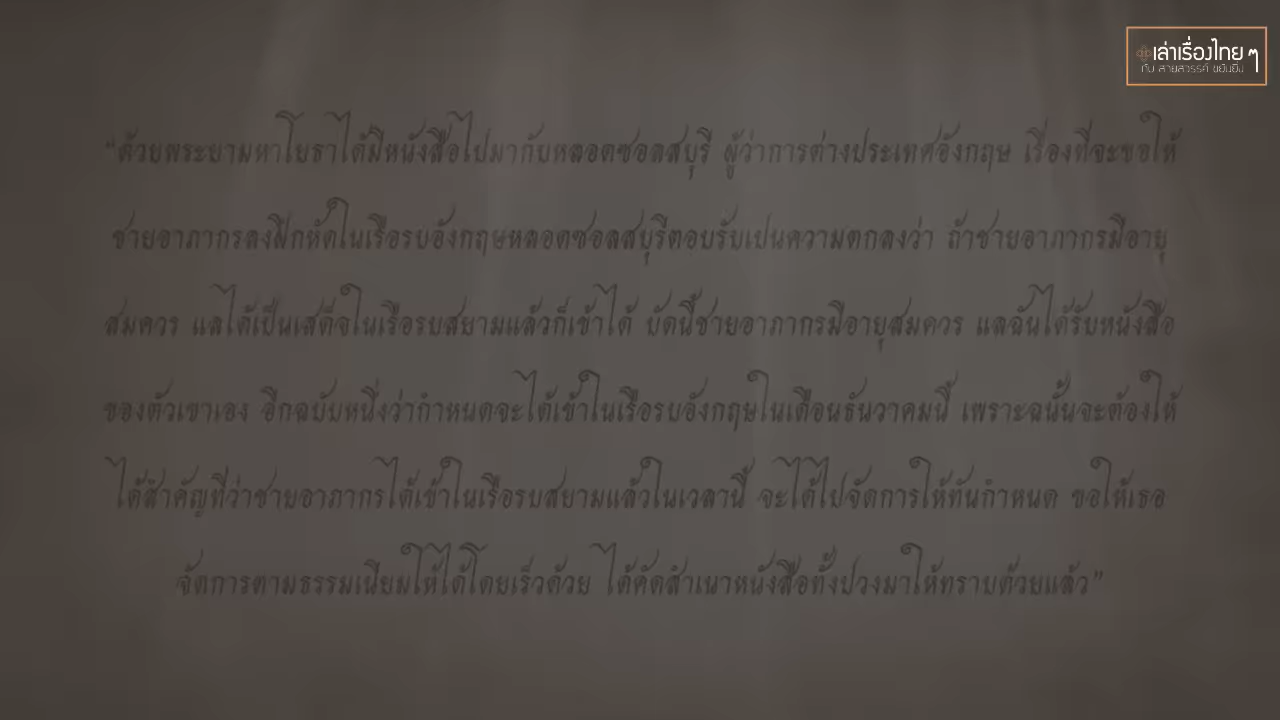 เล่าเรื่องไทย ๆ
กับ สายสวรรค์ ขยันยิ่ง
“ด้วยพระยามหาโยธาได้มีหนังสือไปมากับหลอดซอลสบุรี ผู้ว่าการต่างประเทศอังกฤษ เรื่องที่จะขอให้
ชายอาภากรลงฝึกหัดในเรือรบอังกฤษหลอดซอลสบุรีตอบรับเปนความตกลงว่า ถ้าชายอาภากรมีอายุ
สมควร แลได้เป็นเสด็จในเรือรบสยามแล้วก็เข้าได้ บัดนี้ชายอาภากรมีอายุสมควร แลฉันได้รับหนังสือ
ของตัวเขาเอง อีกฉบับหนึ่งว่ากำหนดจะได้เข้าในเรือรบอังกฤษในเดือนธันวาคมนี้ เพราะฉนั้นจะต้องให้
ได้สำคัญที่ว่าชายอาภากรได้เข้าในเรือรบสยามแล้วในเวลานี้ จะได้ไปจัดการให้ทันกำหนด ขอให้เธอ
จัดการตามธรรมเนียมให้ได้โดยเร็วด้วย ได้คัดสำเนาหนังสือทั้งปวงมาให้ทราบด้วยแล้ว”